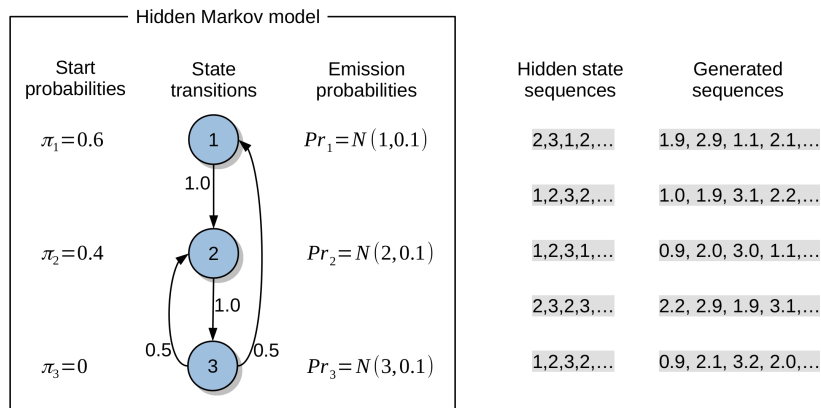 Hidden Markov model
Start probabilities
State transitions
Emission probabilities
Hidden state sequences
Generated sequences
π₁=0.6
1
Pr₁=N(1,0.1)
2,3,1,2,…
1.9, 2.9, 1.1, 2.1,…
1.0
1,2,3,2,…
1.0, 1.9, 3.1, 2.2,…
π₂=0.4
2
Pr₂=N(2,0.1)
1,2,3,1,…
0.9, 2.0, 3.0, 1.1,…
1.0
2,3,2,3,…
2.2, 2.9, 1.9, 3.1,…
0.5
0.5
π₃=0
3
Pr₃=N(3,0.1)
1,2,3,2,…
0.9, 2.1, 3.2, 2.0,…